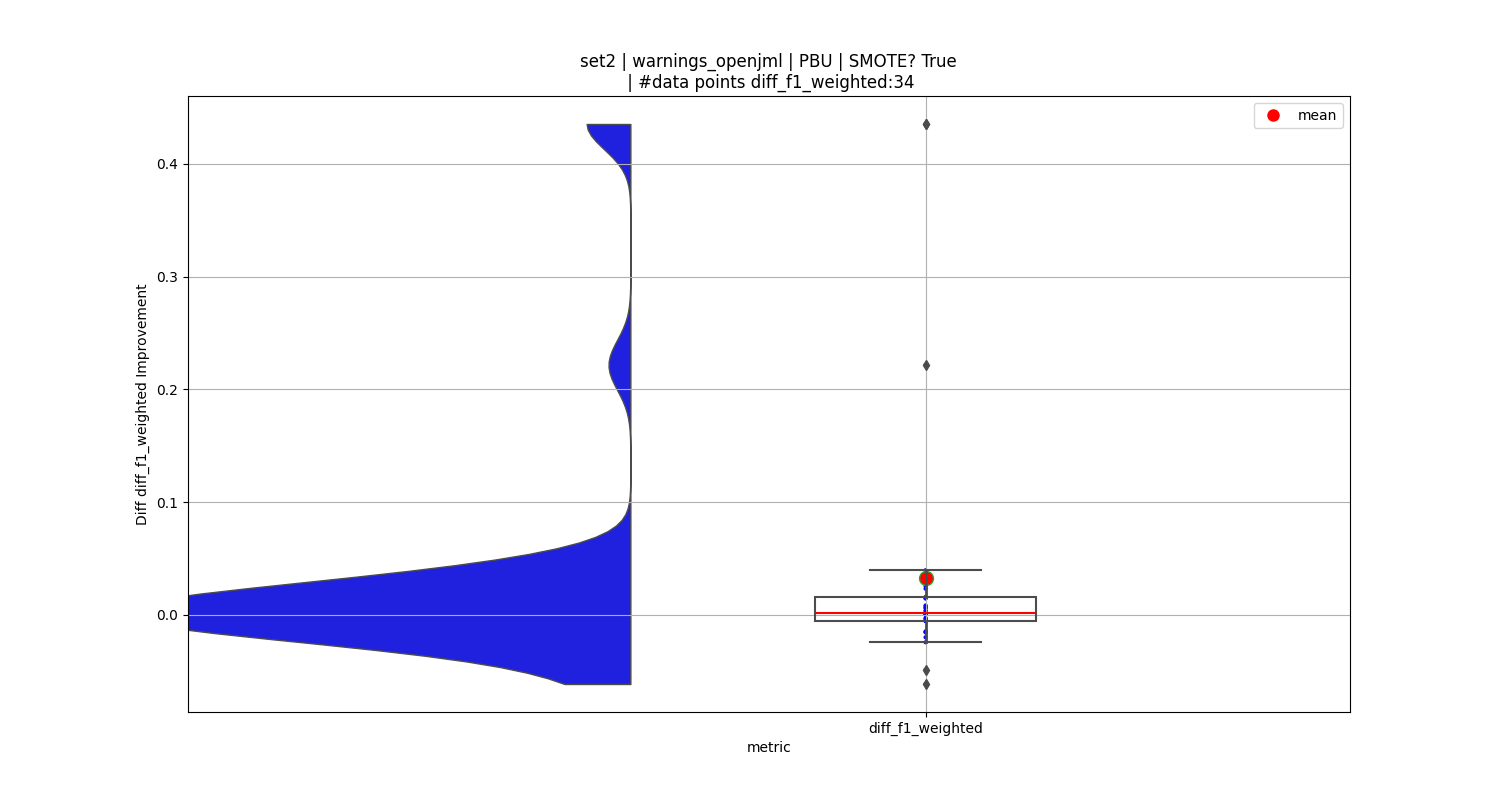 set2 | warnings_openjml | PBU | SMOTE? True
| #data points diff_f1_weighted:34
mean
0.4
0.3
0.2
0.1
0.0
Diff diff_f1_weighted Improvement
diff_f1_weighted
metric